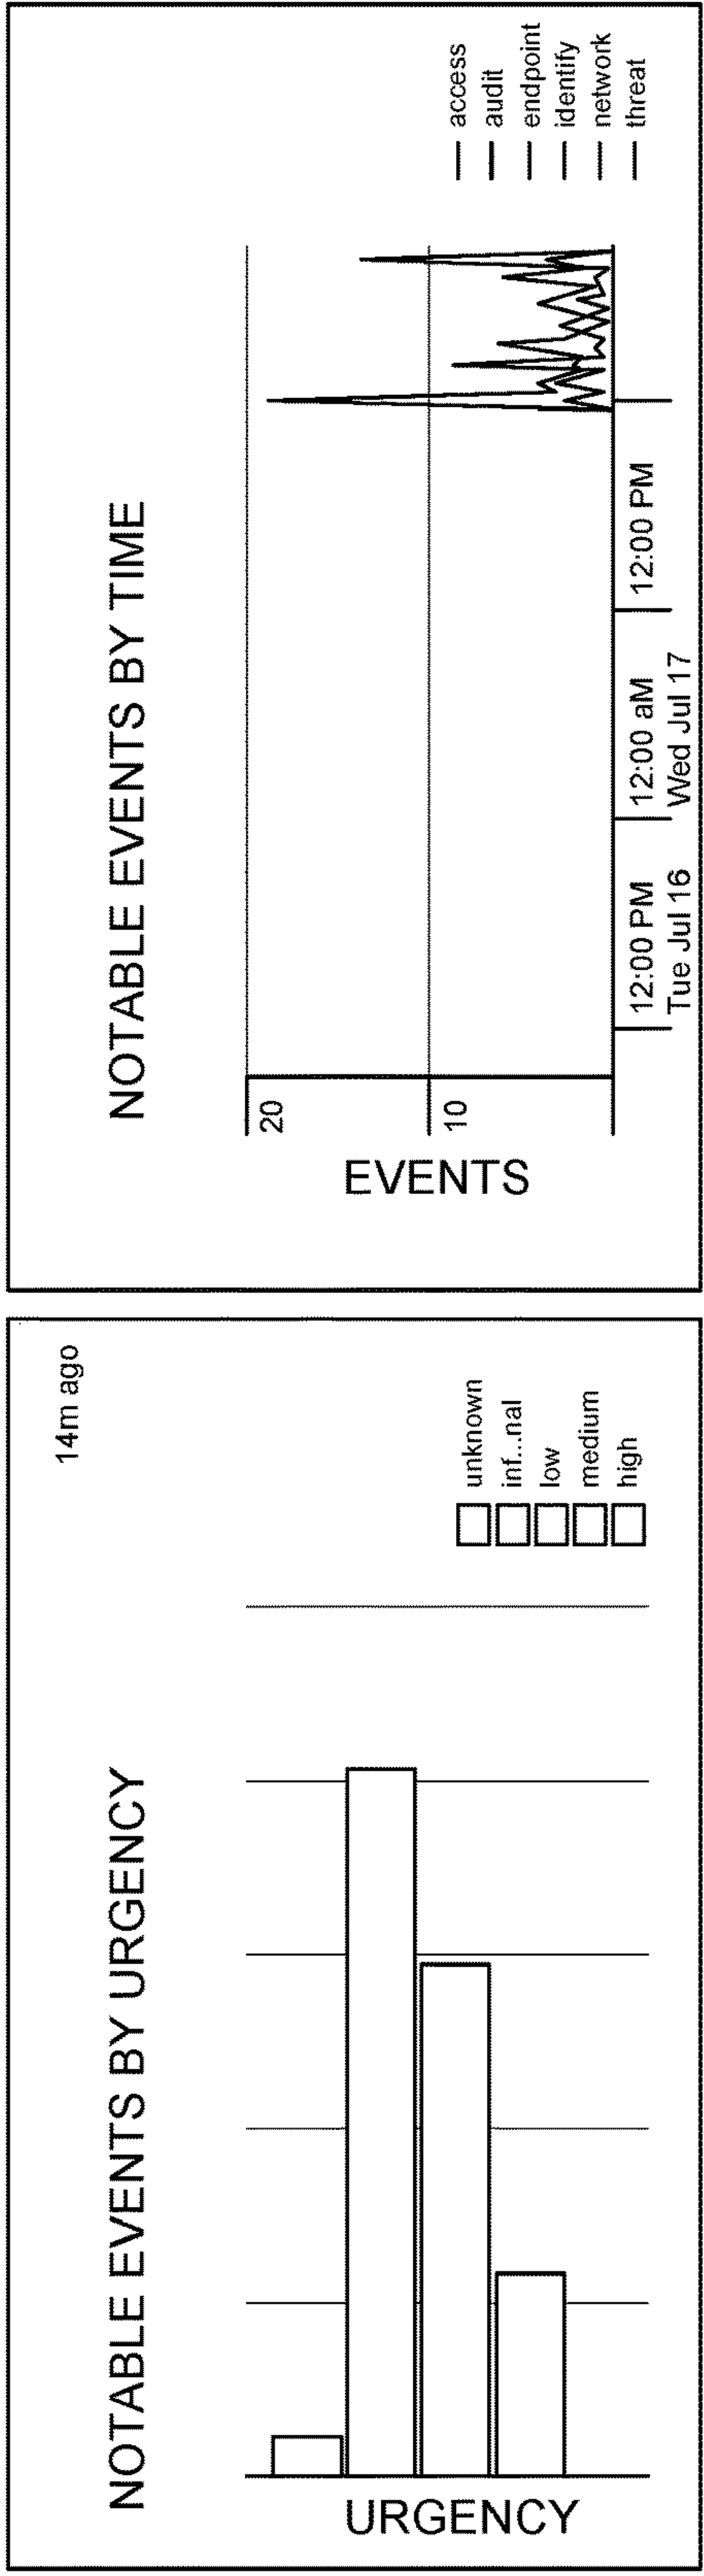 NOTABLE EVENTS BY URGENCY
14m ago
URGENCY
unknown
inf...nal
low
medium
high
NOTABLE EVENTS BY TIME
EVENTS
20
10
12:00 PM
Tue Jul 16
12:00 aM
Wed Jul 17
12:00 PM
access
audit
endpoint
identify
network
threat